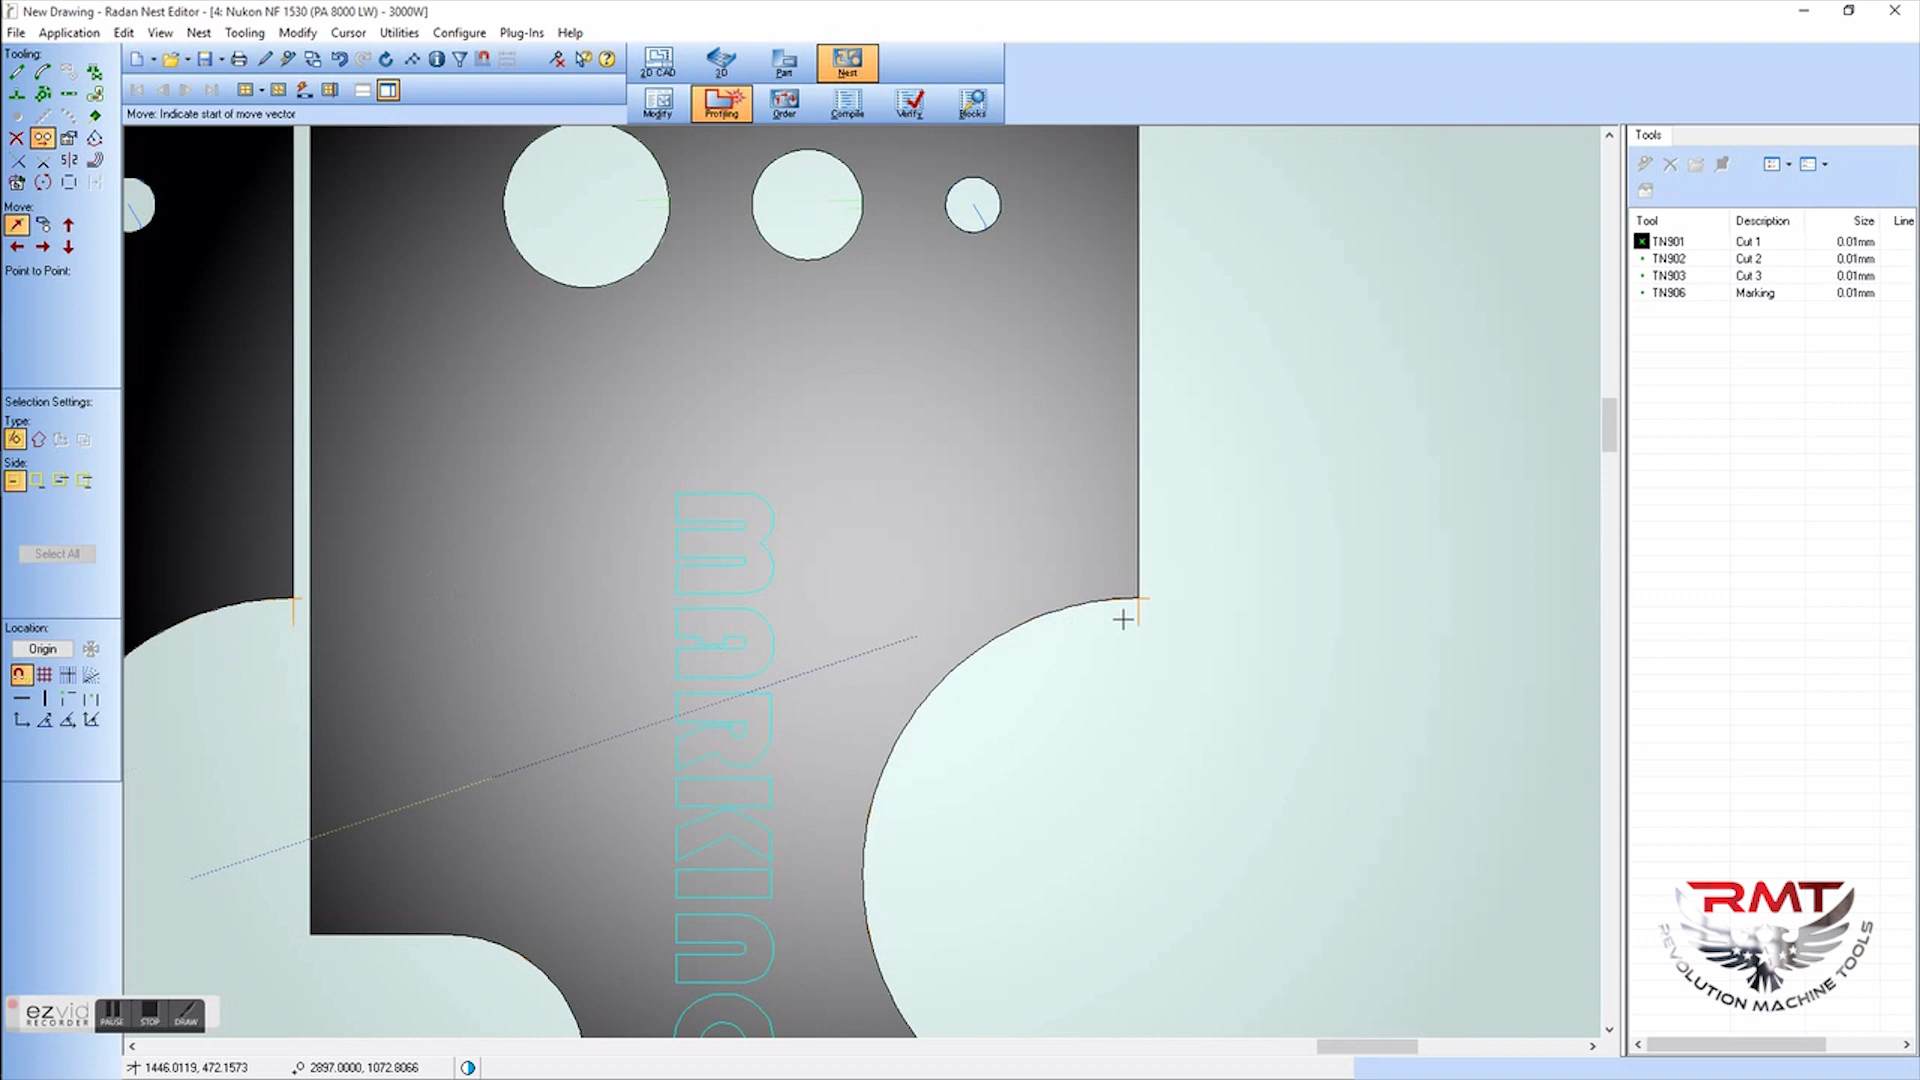 New Drawing - Radan Nest Editor - [4: Nukon NF 1530 (PA 8000 LW) - 3000W]
File Application Edit View Nest Tooling Modify Cursor Utilities Configure Plug-Ins Help
Tooling:
2D CAD 3D Part Nest
Modify Profiling Order Compile Verify Blocks
Move: Indicate start of move vector
Tools
Move:
Point to Point:
Tool Description Size Line
TN901 Cut 1 0.01mm
TN902 Cut 2 0.01mm
TN903 Cut 3 0.01mm
TN906 Marking 0.01mm
Selection Settings:
Type:
Side:
Select All
Location:
Origin
MARKING
RMT
REVOLUTION MACHINE TOOLS
ezvid
RECORDER
PAUSE STOP DRAW
1446.0119, 472.1573 2897.0000, 1072.8066